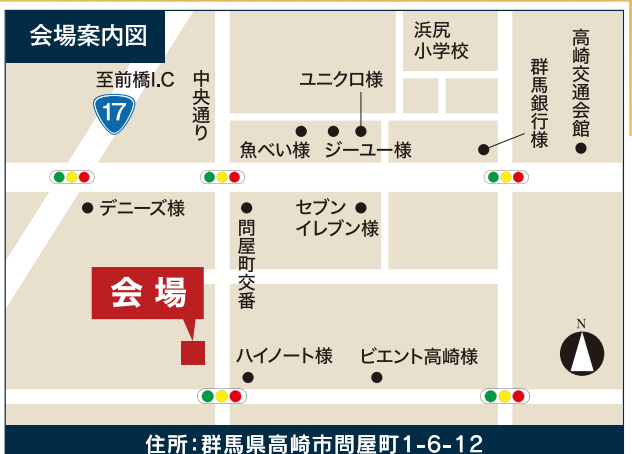 会場案内図
浜尻
小学校
高崎交通会館
至前橋I.C
中央通り
ユニクロ様
群馬銀行様
17
魚べい様
ジーユー様
デニーズ様
問屋町交番
セブン
イレブン様
会場
N
ハイノート様
ビエント高崎様
住所:群馬県高崎市問屋町1-6-12